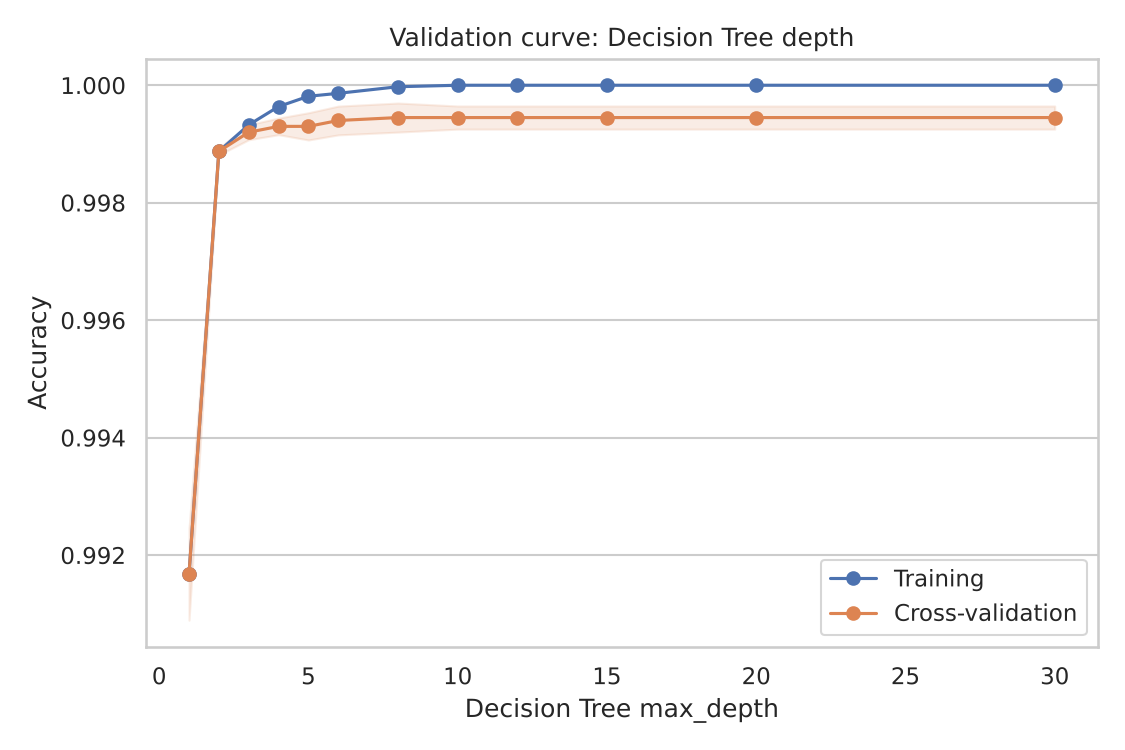 Validation curve: Decision Tree depth
1.000
0.998
0.996
0.994
0.992
Accuracy
Training
Cross-validation
0 5 10 15 20 25 30
Decision Tree max_depth